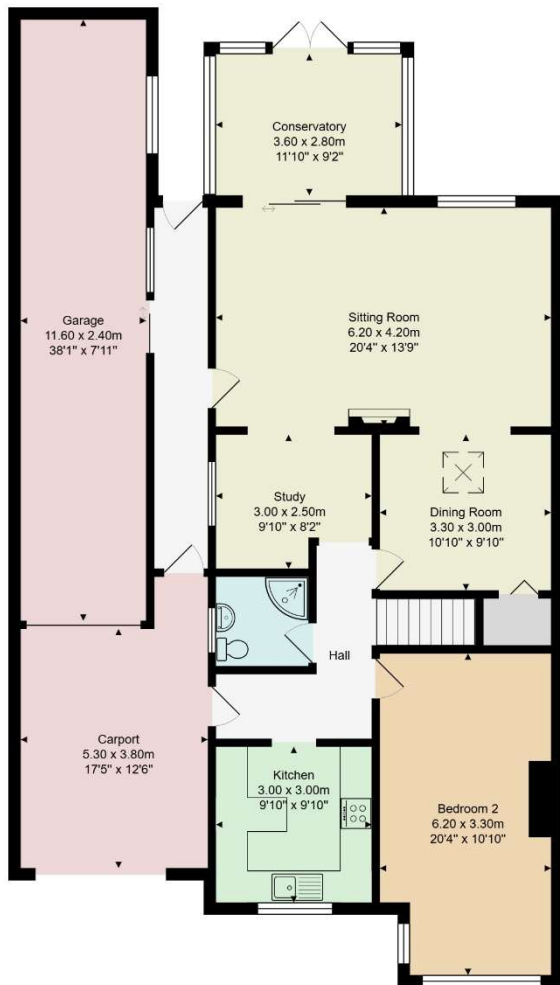 Conservatory
3.60 x 2.80m
11'10" x 9'2"
Garage
11.60 x 2.40m
38'1" x 7'11"
Sitting Room
6.20 x 4.20m
20'4" x 13'9"
Study
3.00 x 2.50m
9'10" x 8'2"
Dining Room
3.30 x 3.00m
10'10" x 9'10"
Hall
Carport
5.30 x 3.80m
17'5" x 12'6"
Kitchen
3.00 x 3.00m
9'10" x 9'10"
Bedroom 2
6.20 x 3.30m
20'4" x 10'10"